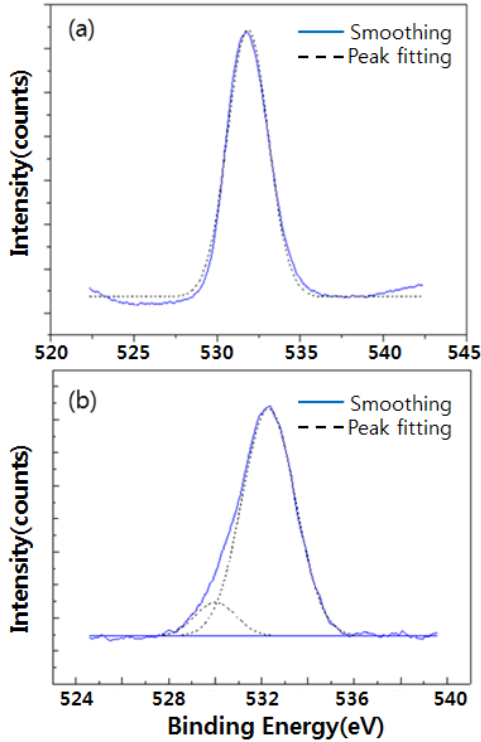 (a)
Smoothing
Peak fitting
Intensity(counts)
520 525 530 535 540 545
(b)
Smoothing
Peak fitting
Intensity(counts)
524 528 532 536 540
Binding Energy(eV)